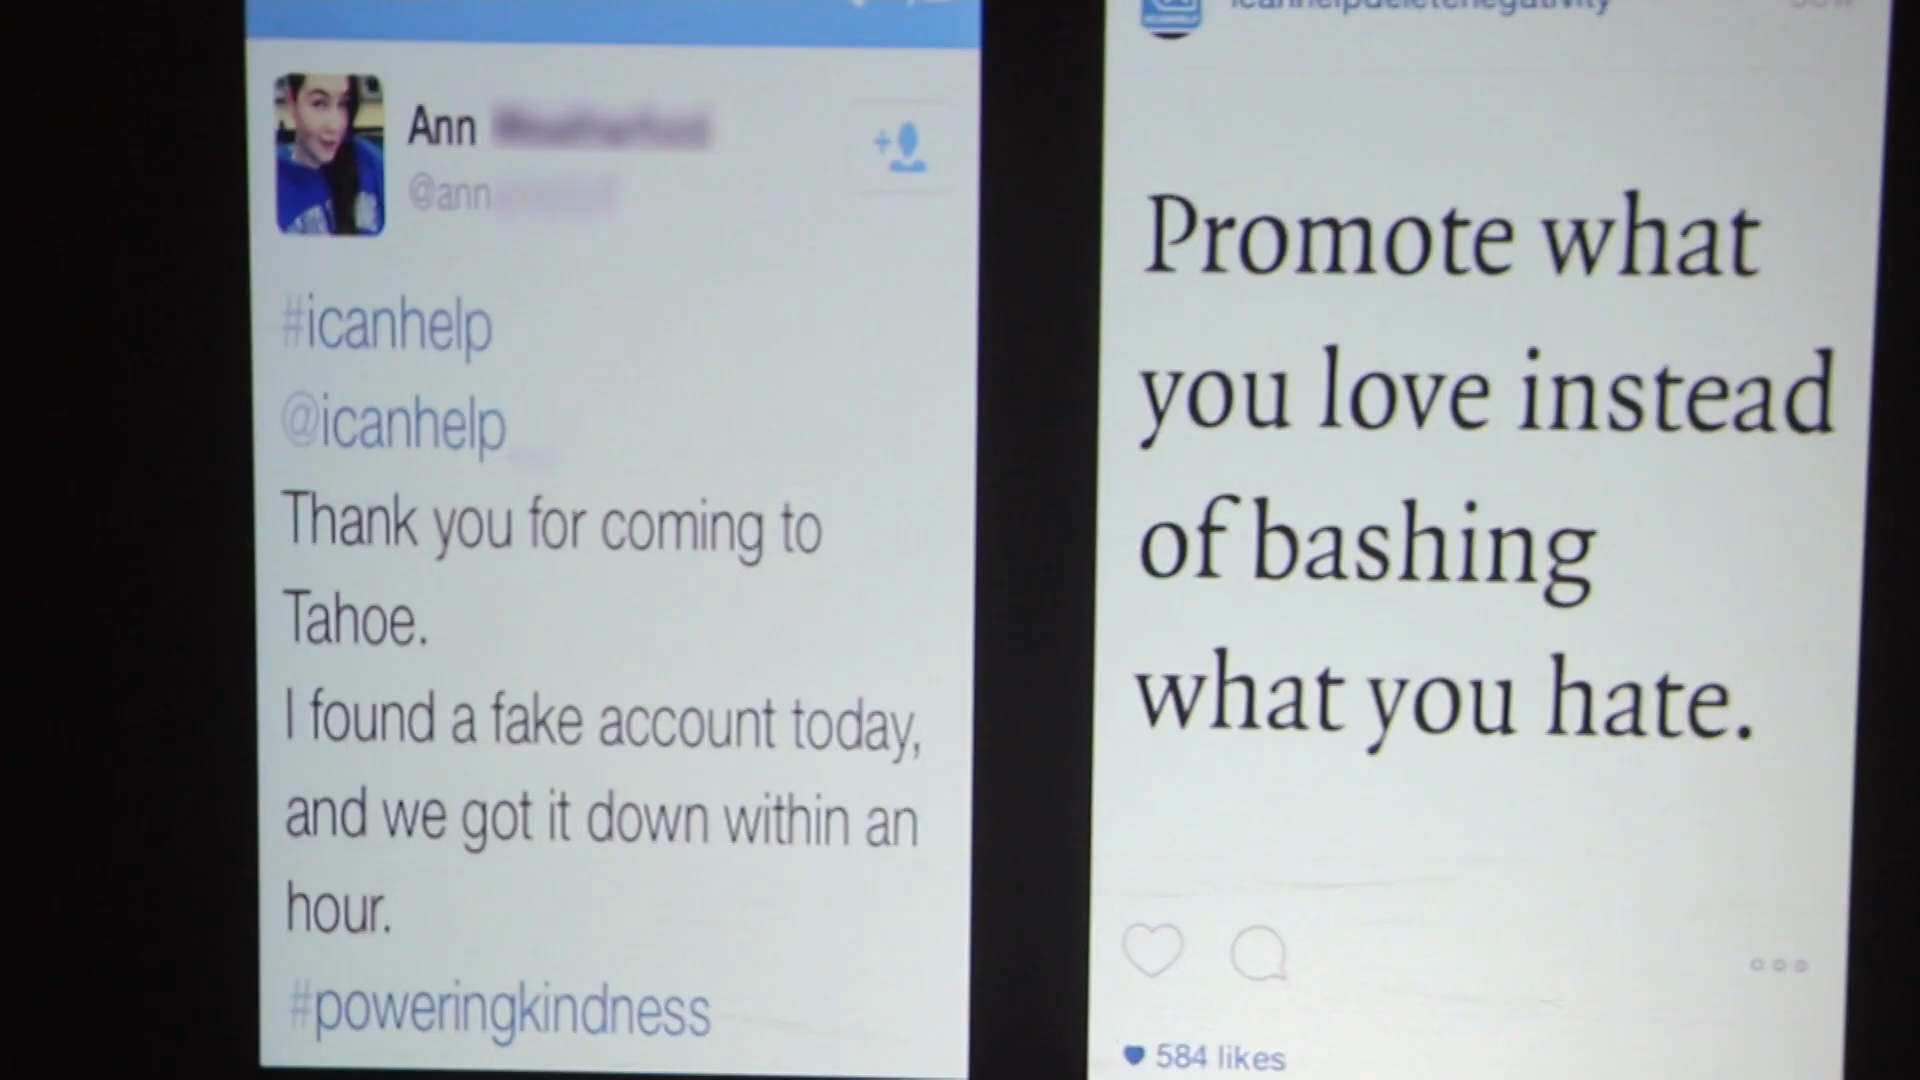 Ann
@ann
#icanhelp
@icanhelp
Thank you for coming to
Tahoe.
I found a fake account today,
and we got it down within an
hour.
#poweringkindness
icanhelpdeletenegativity
Promote what
you love instead
of bashing
what you hate.
584 likes